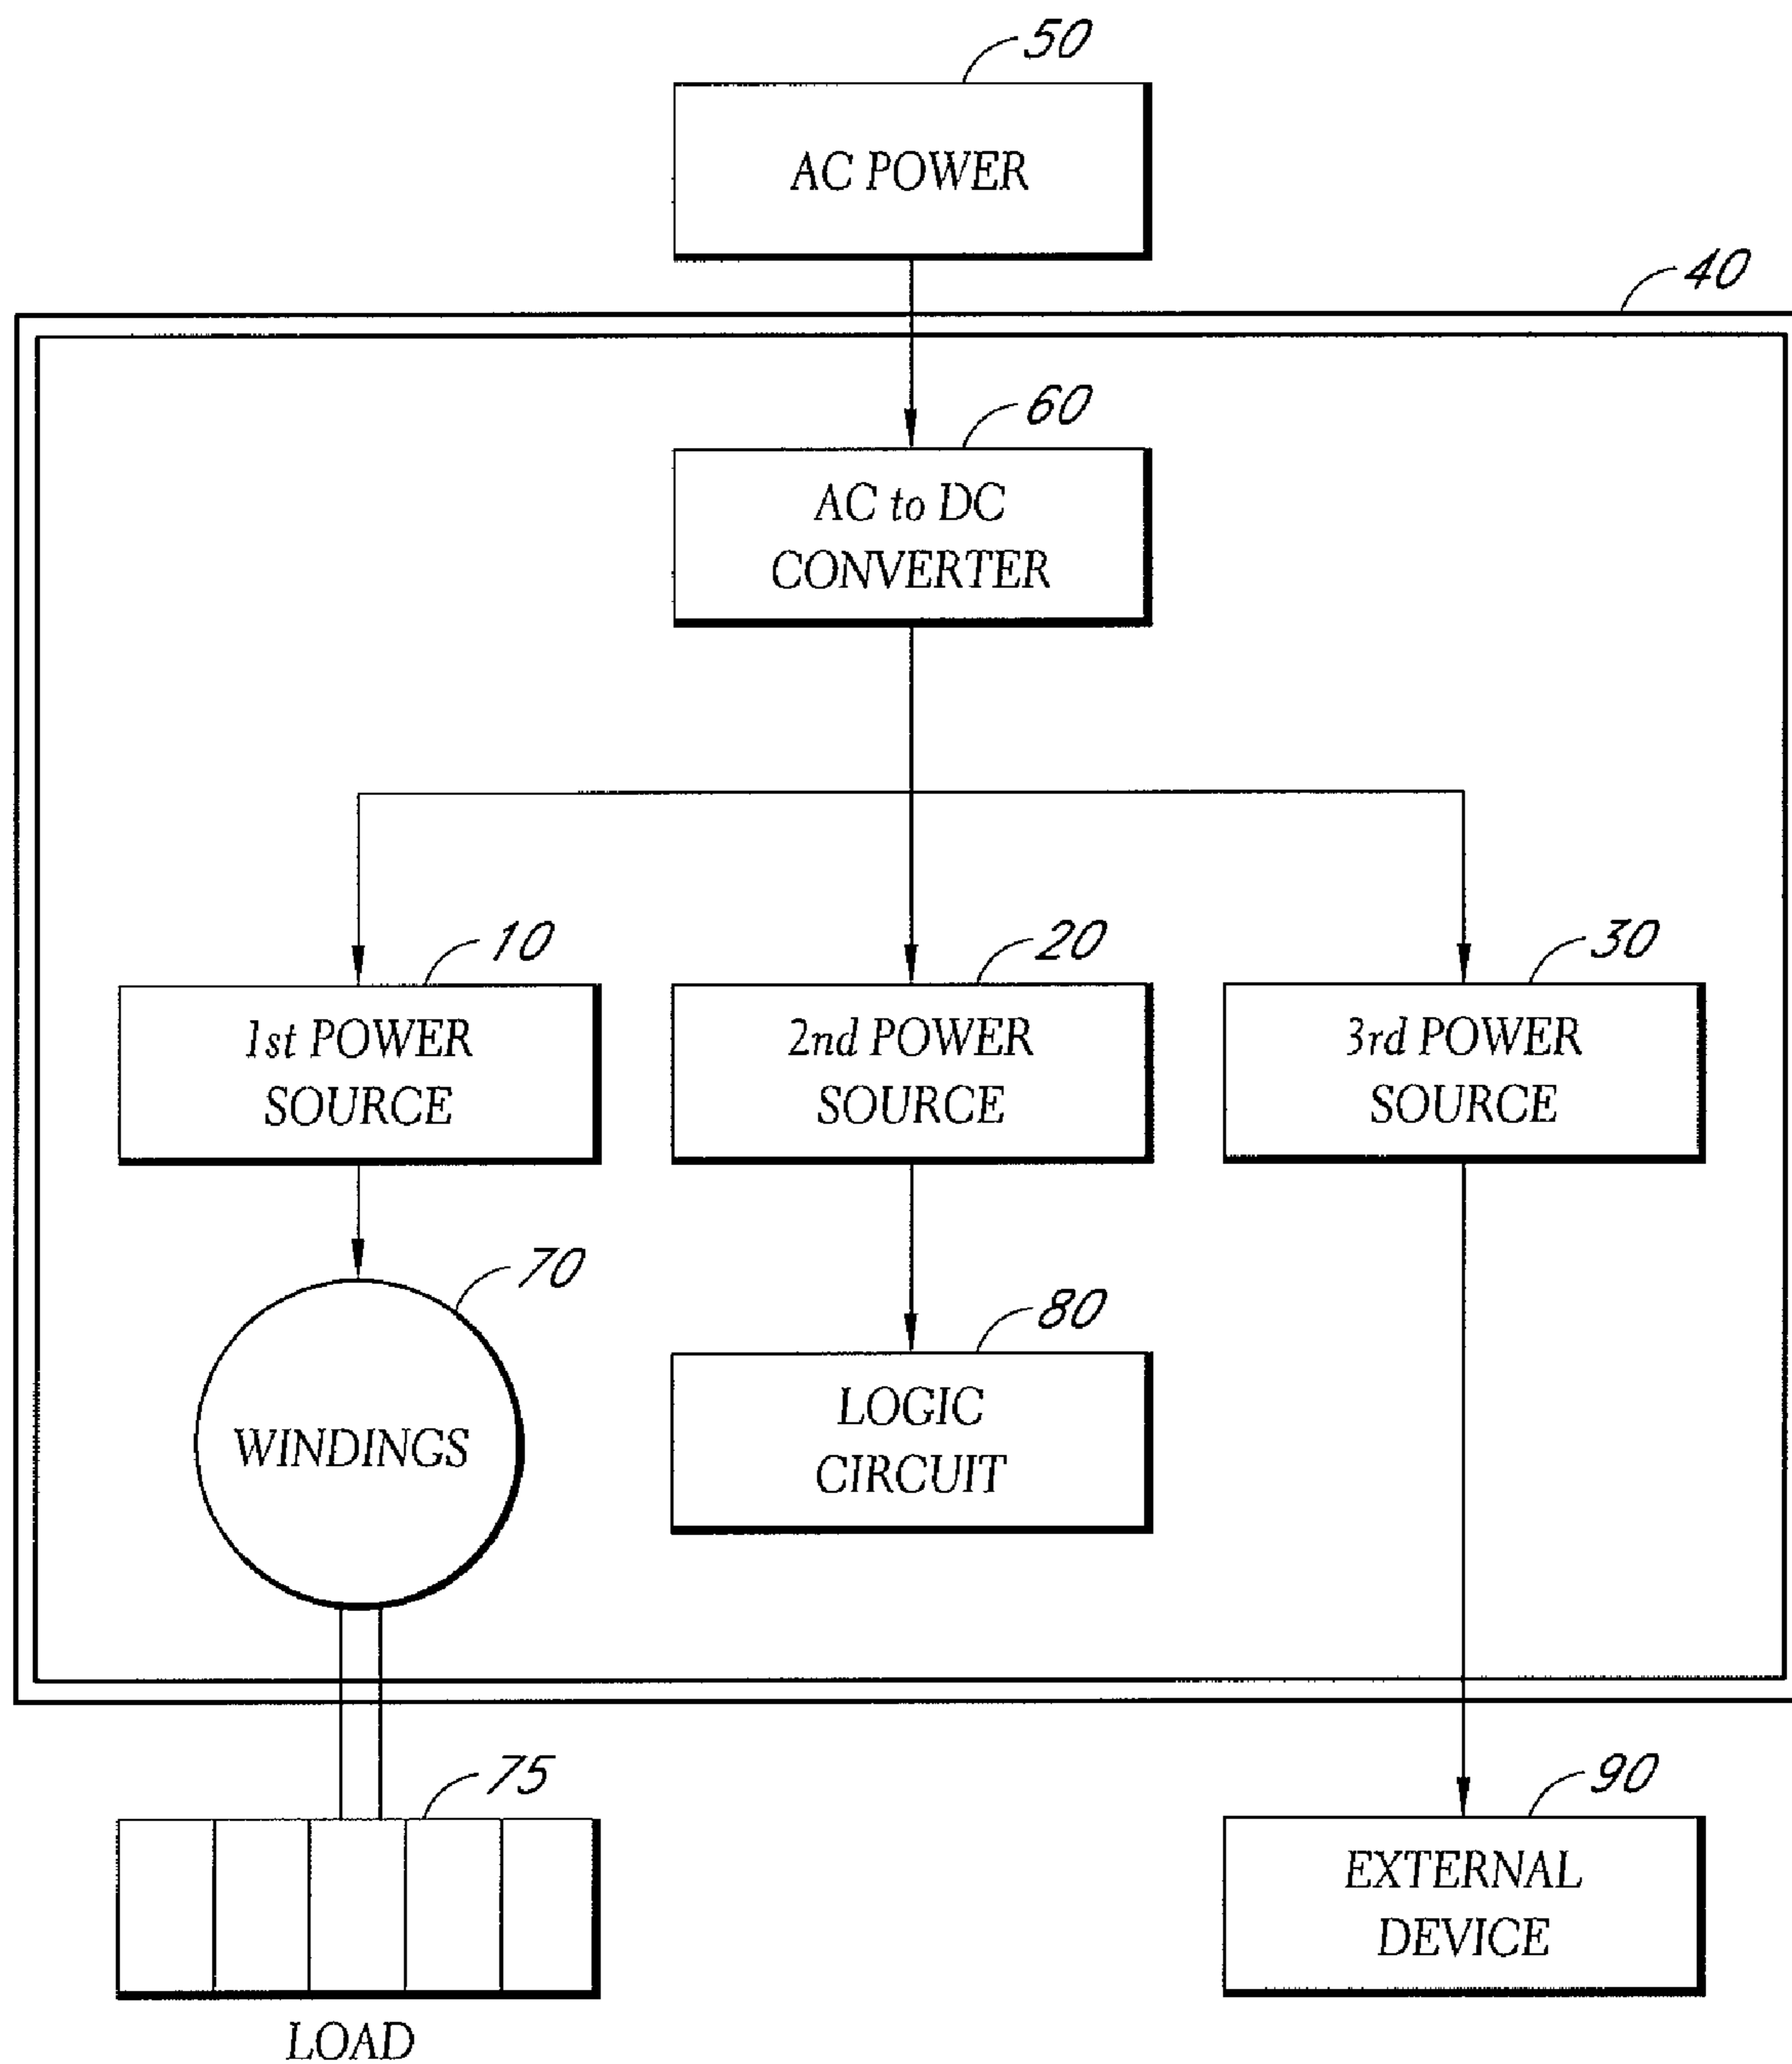 50
AC POWER
40
60
AC to DC
CONVERTER
10
20
30
1st POWER
SOURCE
2nd POWER
SOURCE
3rd POWER
SOURCE
70
WINDINGS
80
LOGIC
CIRCUIT
75
LOAD
90
EXTERNAL
DEVICE